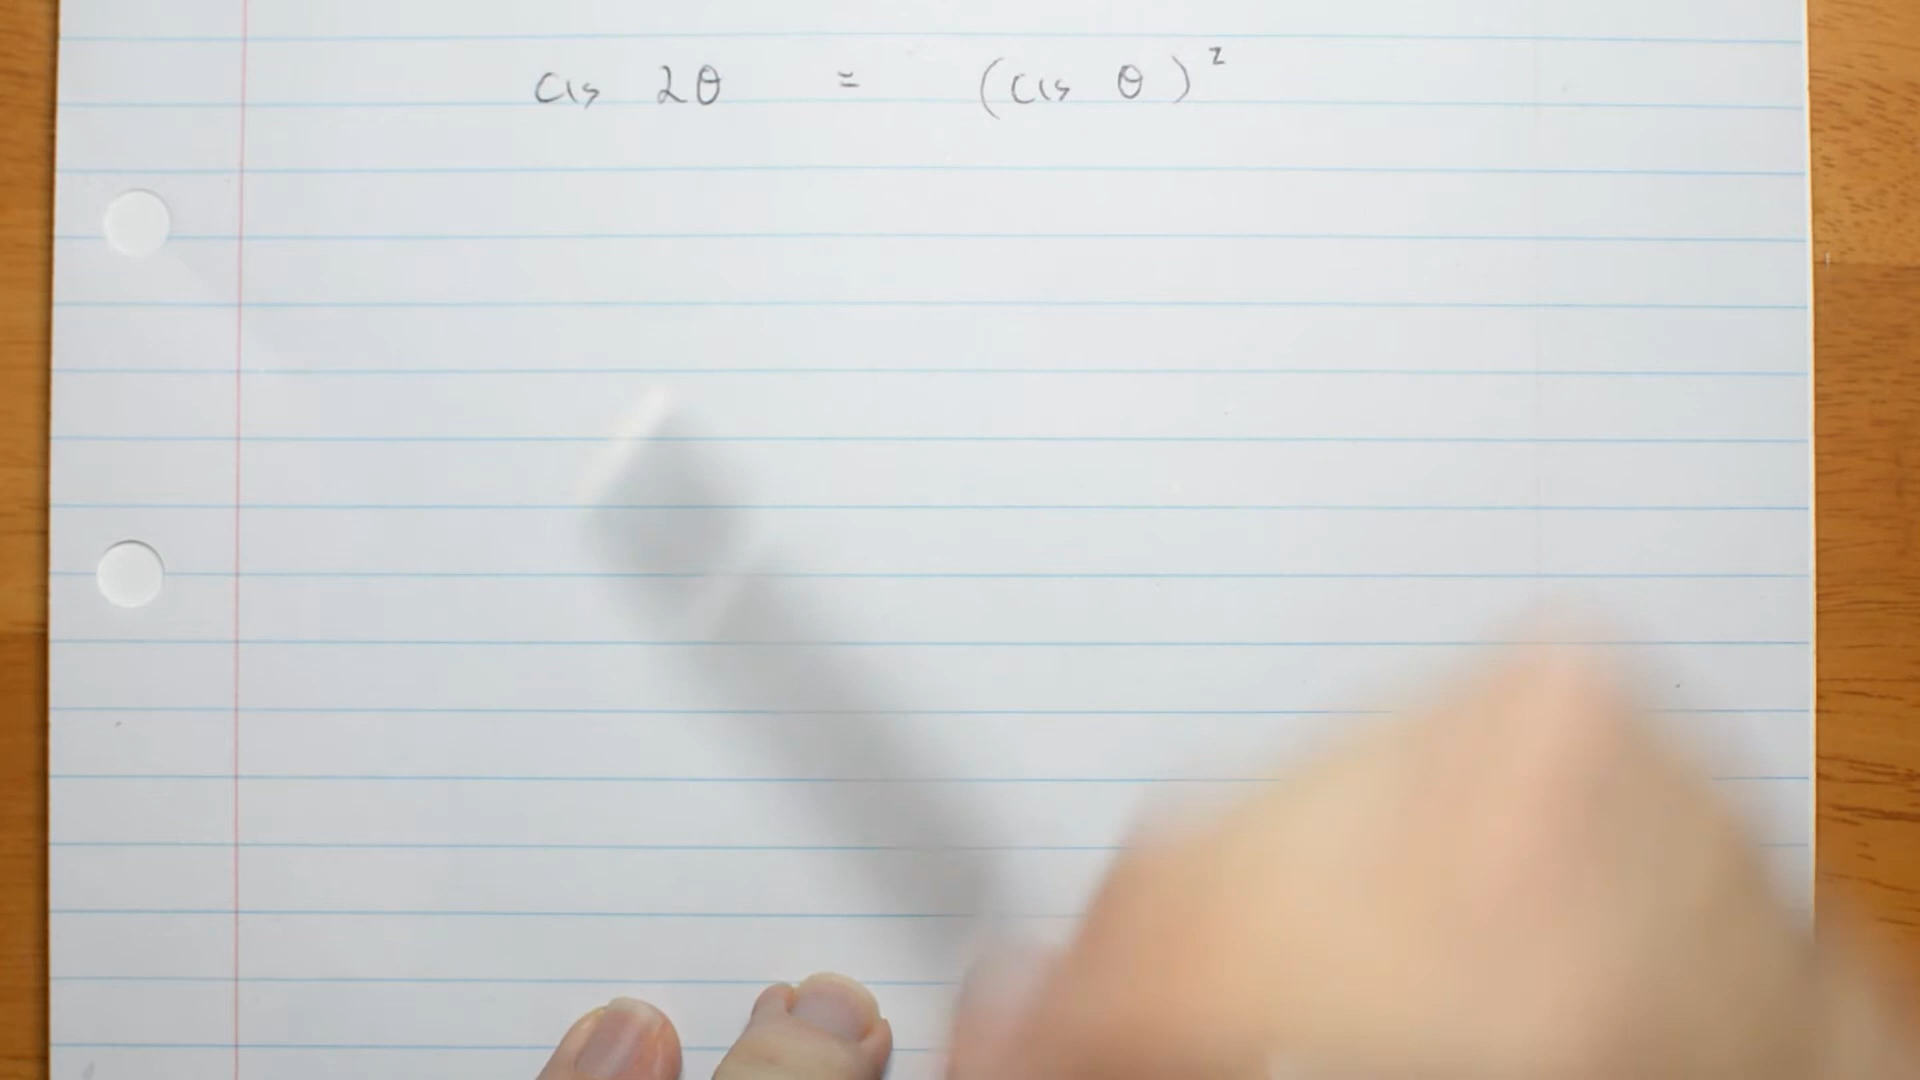 cis 2θ = (cis θ)²